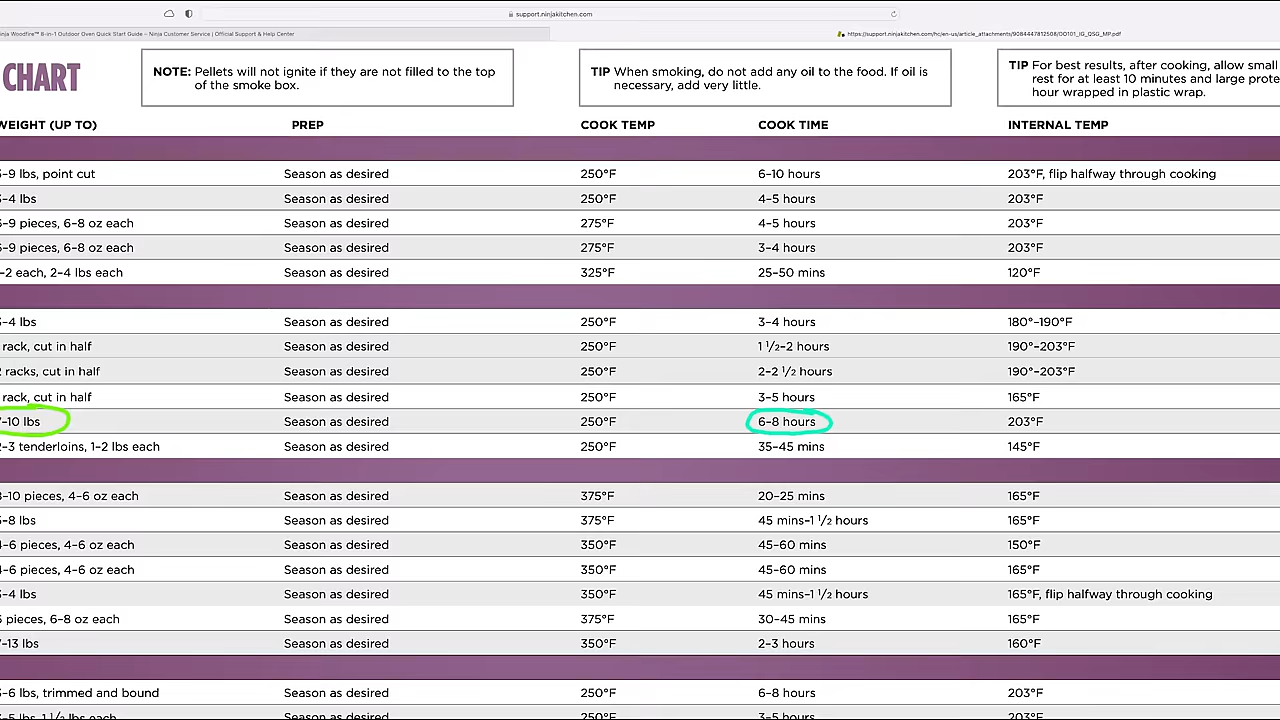 support.ninjakitchen.com
Ninja Woodfire™ 8-in-1 Outdoor Oven Quick Start Guide – Ninja Customer Service | Official Support & Help Center
CHART
NOTE: Pellets will not ignite if they are not filled to the top
of the smoke box.
TIP When smoking, do not add any oil to the food. If oil is
necessary, add very little.
TIP For best results, after cooking, allow small
rest for at least 10 minutes and large prote
hour wrapped in plastic wrap.
WEIGHT (UP TO) PREP COOK TEMP COOK TIME INTERNAL TEMP
-9 lbs, point cut Season as desired 250°F 6–10 hours 203°F, flip halfway through cooking
-4 lbs Season as desired 250°F 4–5 hours 203°F
-9 pieces, 6–8 oz each Season as desired 275°F 4–5 hours 203°F
-9 pieces, 6–8 oz each Season as desired 275°F 3–4 hours 203°F
-2 each, 2–4 lbs each Season as desired 325°F 25–50 mins 120°F
-4 lbs Season as desired 250°F 3–4 hours 180°–190°F
rack, cut in half Season as desired 250°F 1 1/2–2 hours 190°–203°F
2 racks, cut in half Season as desired 250°F 2–2 1/2 hours 190°–203°F
rack, cut in half Season as desired 250°F 3–5 hours 165°F
7–10 lbs Season as desired 250°F 6–8 hours 203°F
2–3 tenderloins, 1–2 lbs each Season as desired 250°F 35–45 mins 145°F
8–10 pieces, 4–6 oz each Season as desired 375°F 20–25 mins 165°F
-8 lbs Season as desired 375°F 45 mins–1 1/2 hours 165°F
4–6 pieces, 4–6 oz each Season as desired 350°F 45–60 mins 150°F
4–6 pieces, 4–6 oz each Season as desired 350°F 45–60 mins 165°F
-4 lbs Season as desired 350°F 45 mins–1 1/2 hours 165°F, flip halfway through cooking
pieces, 6–8 oz each Season as desired 375°F 30–45 mins 165°F
7–13 lbs Season as desired 350°F 2–3 hours 160°F
-6 lbs, trimmed and bound Season as desired 250°F 6–8 hours 203°F
-5 lbs, 1 1/2 lbs each Season as desired 250°F 3–5 hours 203°F